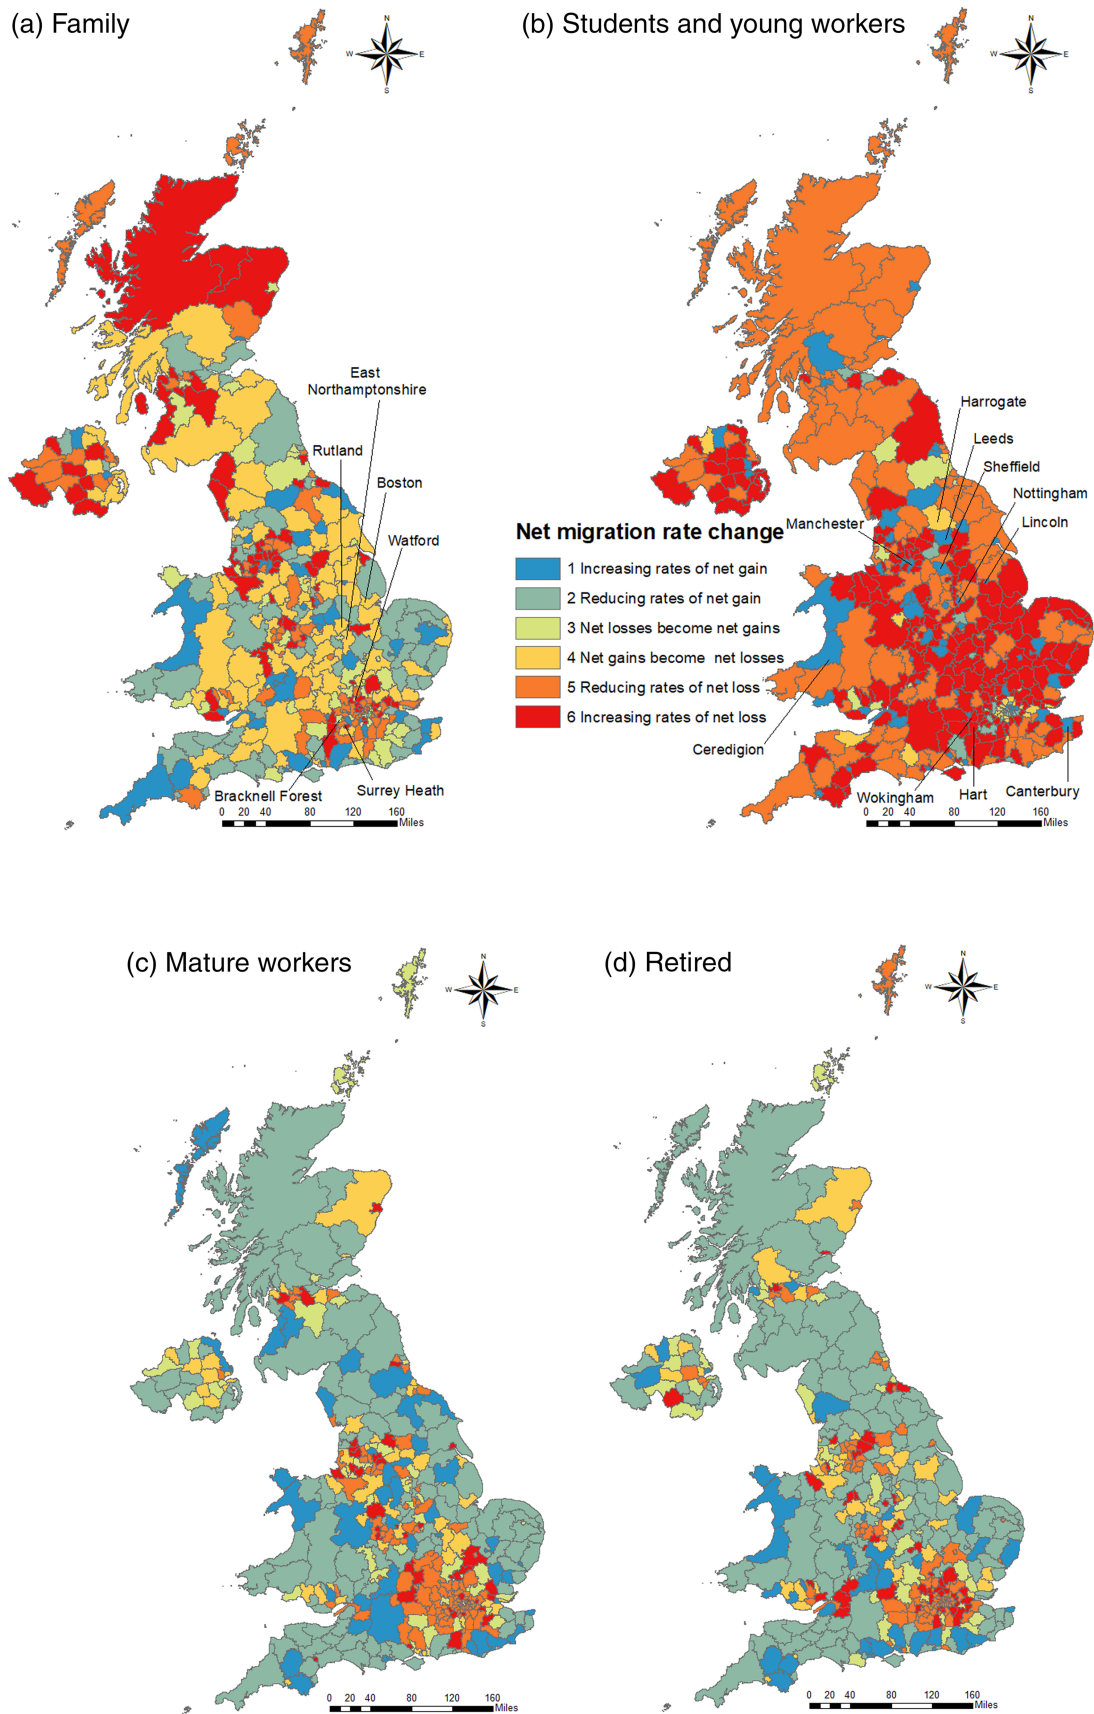 (a) Family
N
W
E
S
(b) Students and young workers
N
W
E
S
East
Northamptonshire
Rutland
Boston
Watford
Bracknell Forest
Surrey Heath
0 20 40 80 120 160
Miles
Harrogate
Leeds
Sheffield
Nottingham
Manchester
Lincoln
Net migration rate change
1 Increasing rates of net gain
2 Reducing rates of net gain
3 Net losses become net gains
4 Net gains become net losses
5 Reducing rates of net loss
6 Increasing rates of net loss
Ceredigion
Wokingham
Hart
Canterbury
0 20 40 80 120 160
Miles
(c) Mature workers
N
W
E
S
(d) Retired
N
W
E
S
0 20 40 80 120 160
Miles
0 20 40 80 120 160
Miles